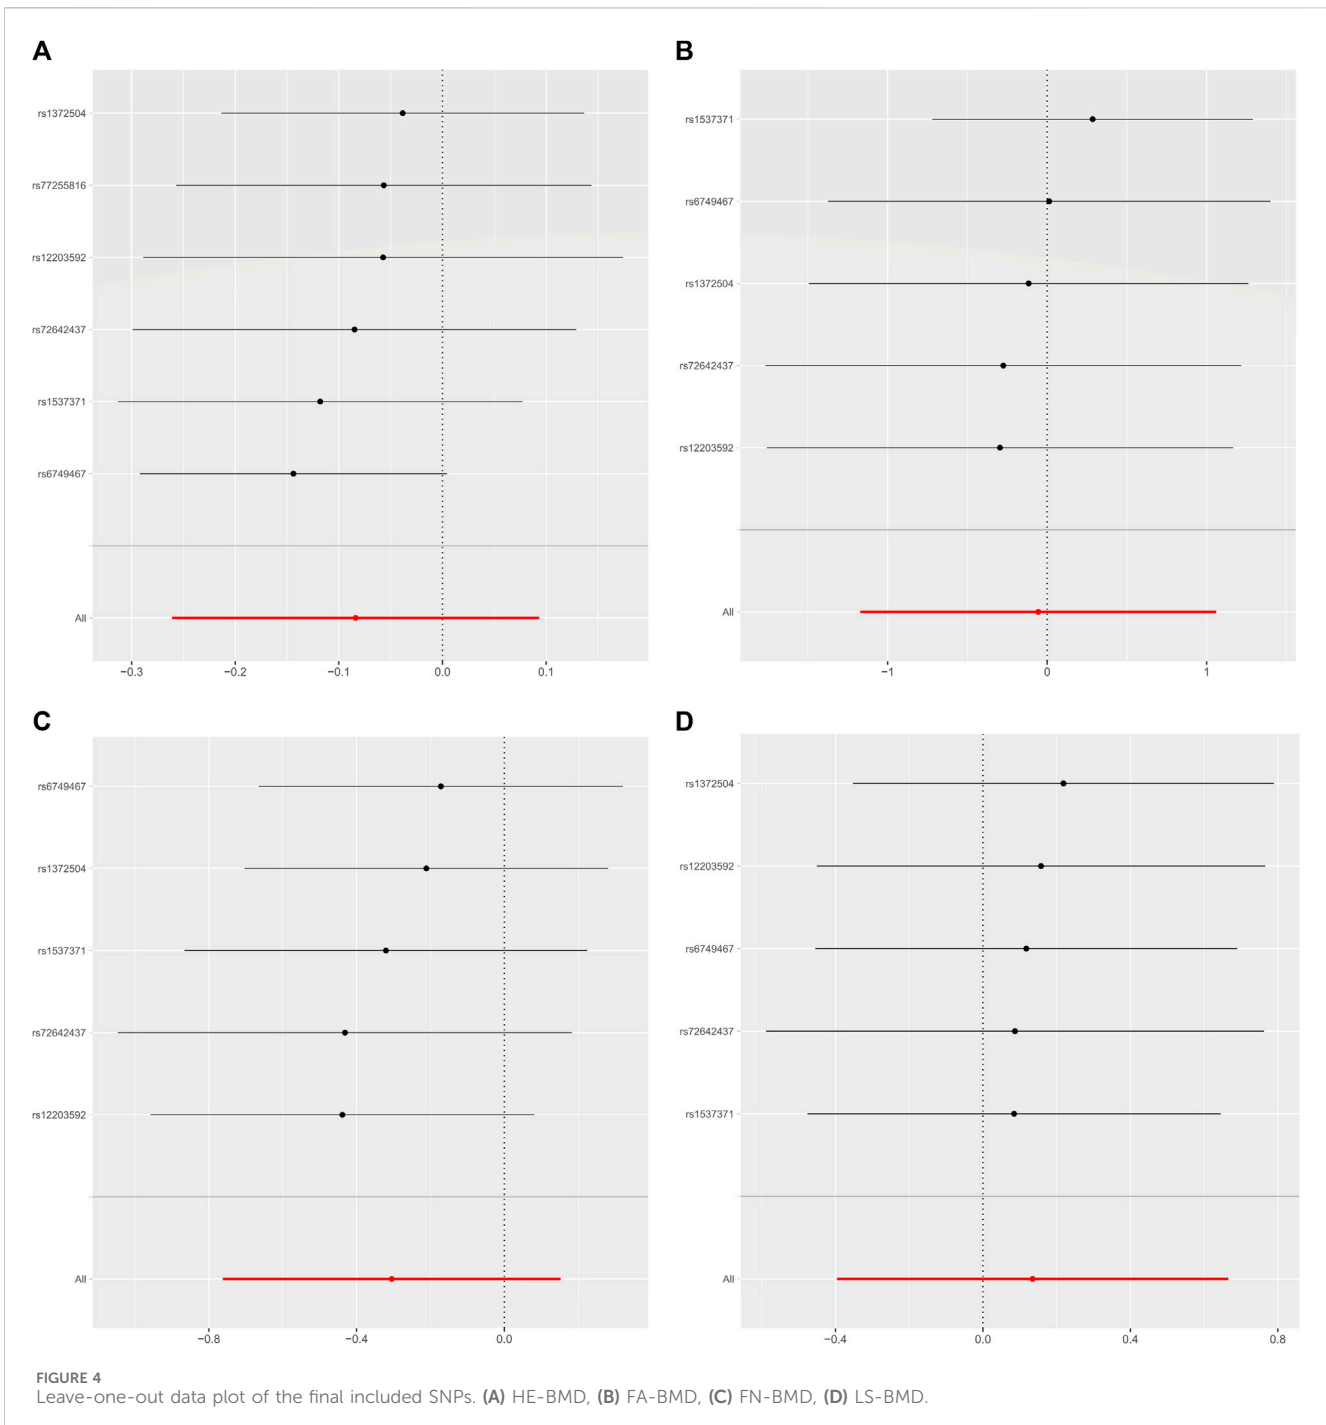 A
rs1372504
rs77255816
rs12203592
rs72642437
rs1537371
rs6749467
All
−0.3 −0.2 −0.1 0.0 0.1
B
rs1537371
rs6749467
rs1372504
rs72642437
rs12203592
All
−1 0 1
C
rs6749467
rs1372504
rs1537371
rs72642437
rs12203592
All
−0.8 −0.4 0.0
D
rs1372504
rs12203592
rs6749467
rs72642437
rs1537371
All
−0.4 0.0 0.4 0.8
FIGURE 4
Leave-one-out data plot of the final included SNPs. (A) HE-BMD, (B) FA-BMD, (C) FN-BMD, (D) LS-BMD.